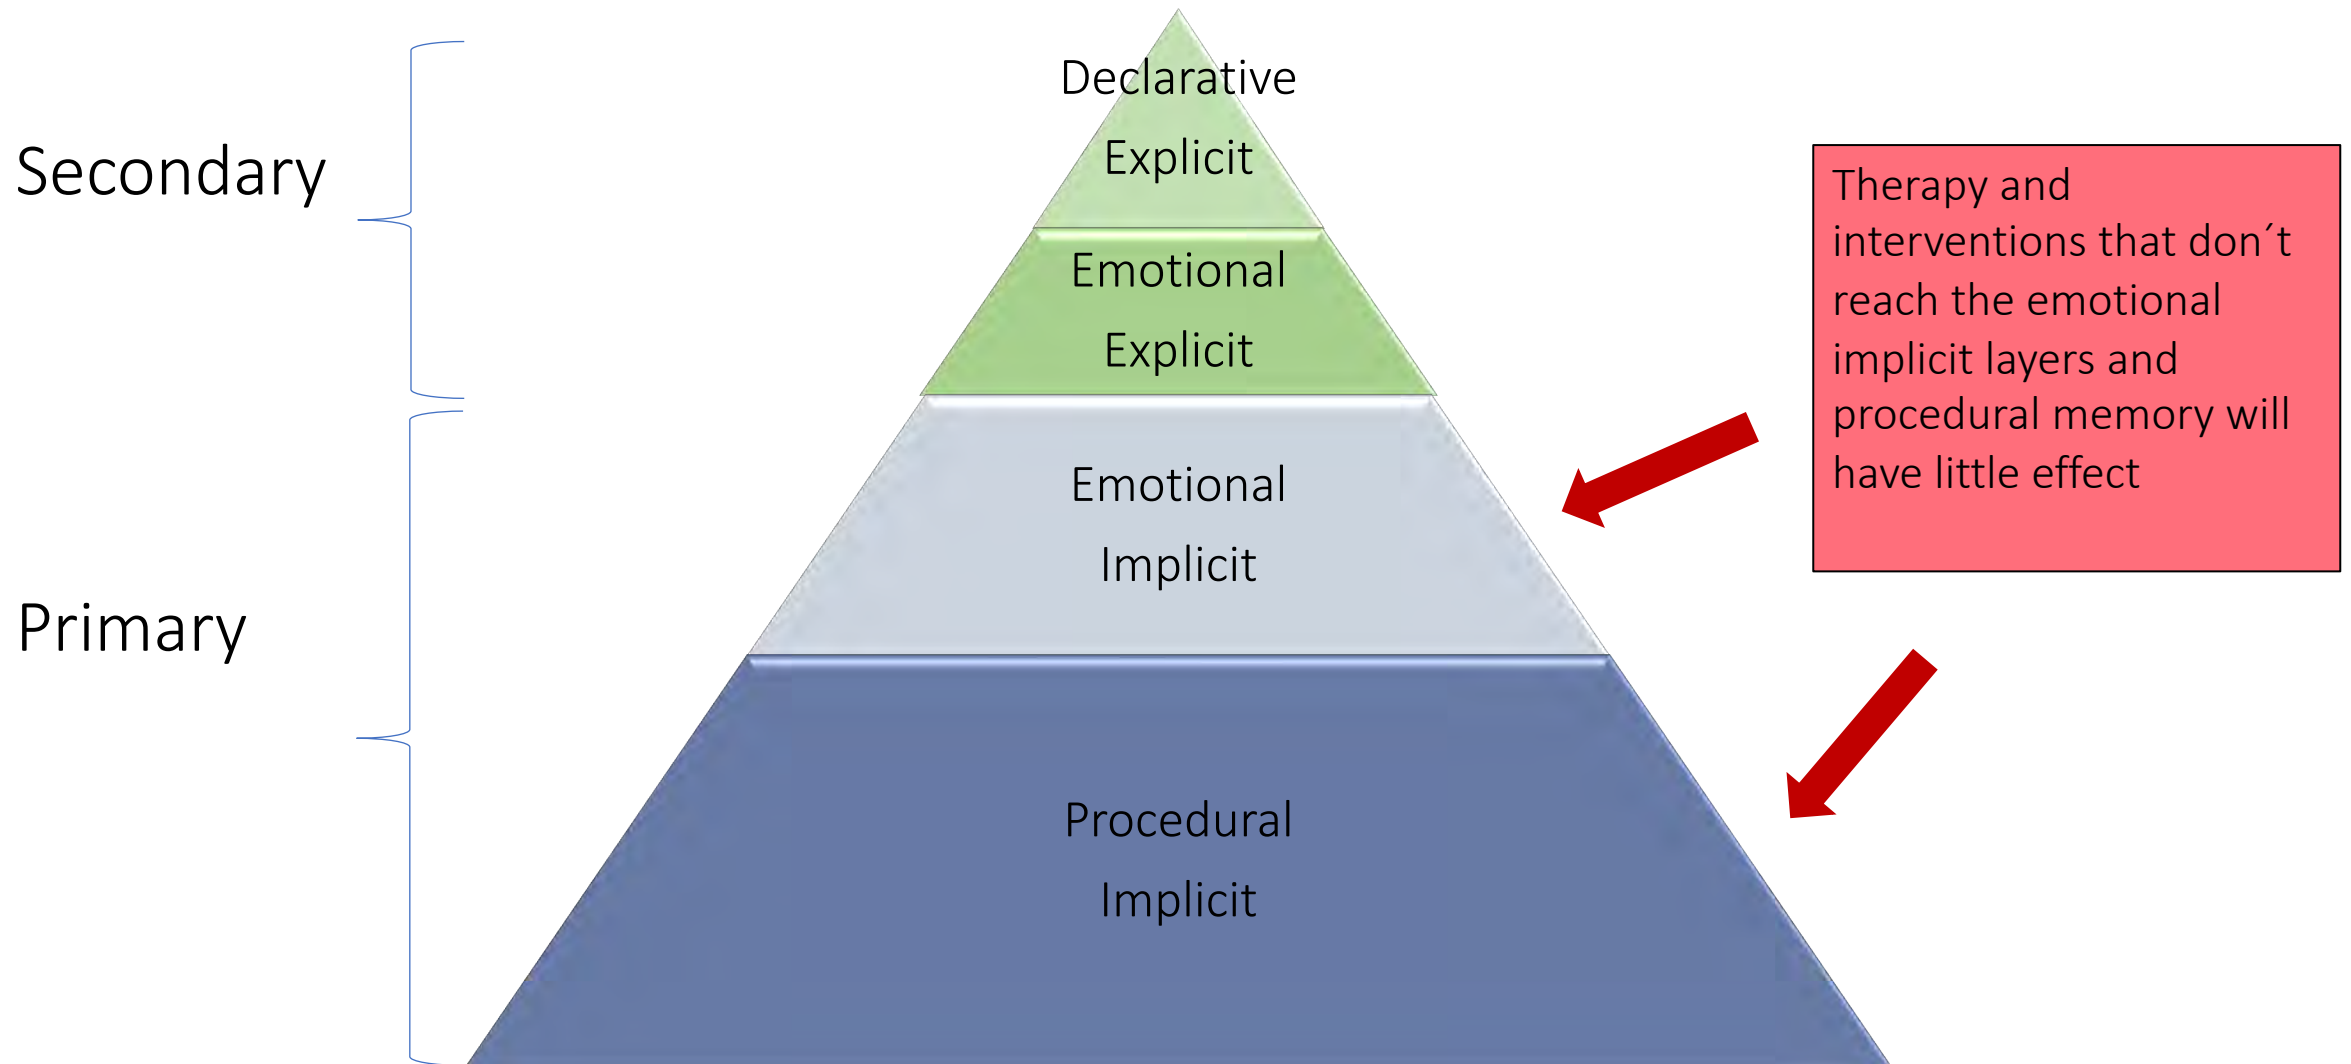 Secondary
Declarative
Explicit
Emotional
Explicit
Primary
Emotional
Implicit
Procedural
Implicit
Therapy and
interventions that don´t
reach the emotional
implicit layers and
procedural memory will
have little effect